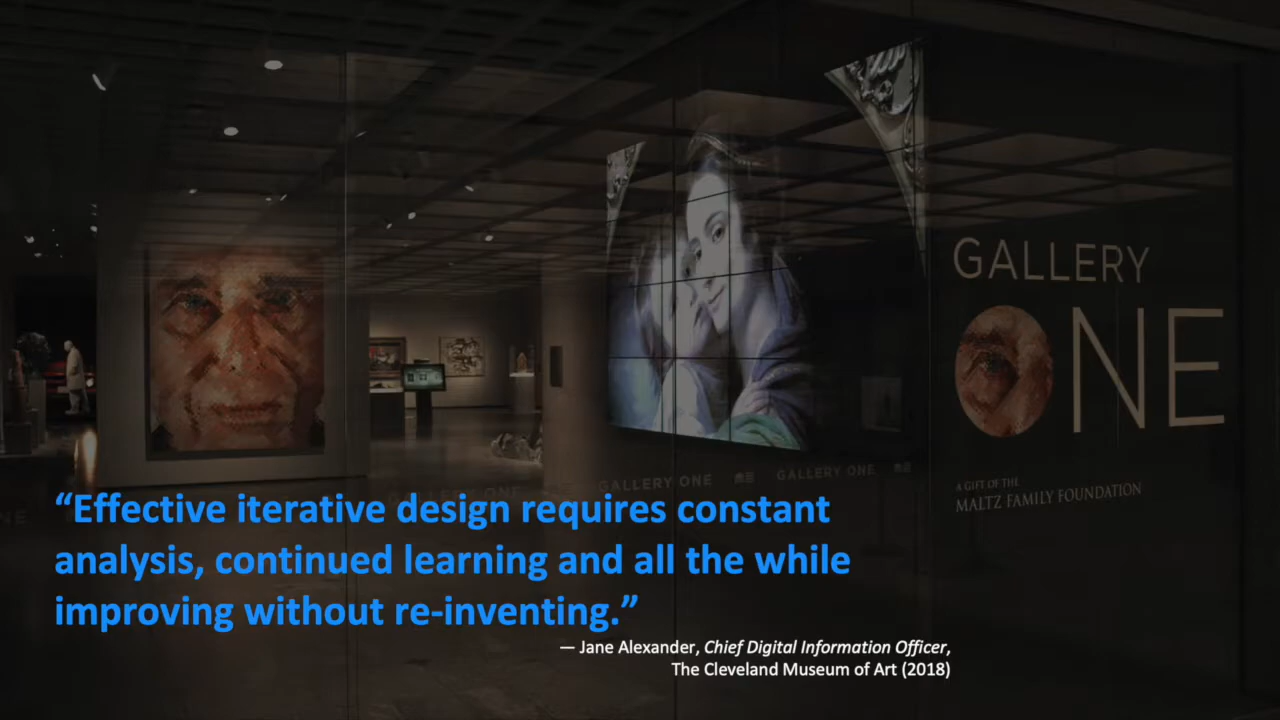 GALLERY
ONE
A GIFT OF THE
MALTZ FAMILY FOUNDATION
GALLERY ONE GALLERY ONE
“Effective iterative design requires constant
analysis, continued learning and all the while
improving without re-inventing.”
— Jane Alexander, Chief Digital Information Officer,
The Cleveland Museum of Art (2018)